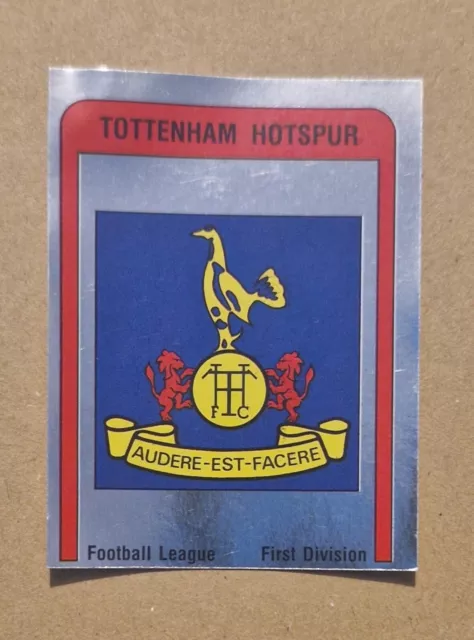 TOTTENHAM HOTSPUR
THFC
AUDERE-EST-FACERE
Football League First Division